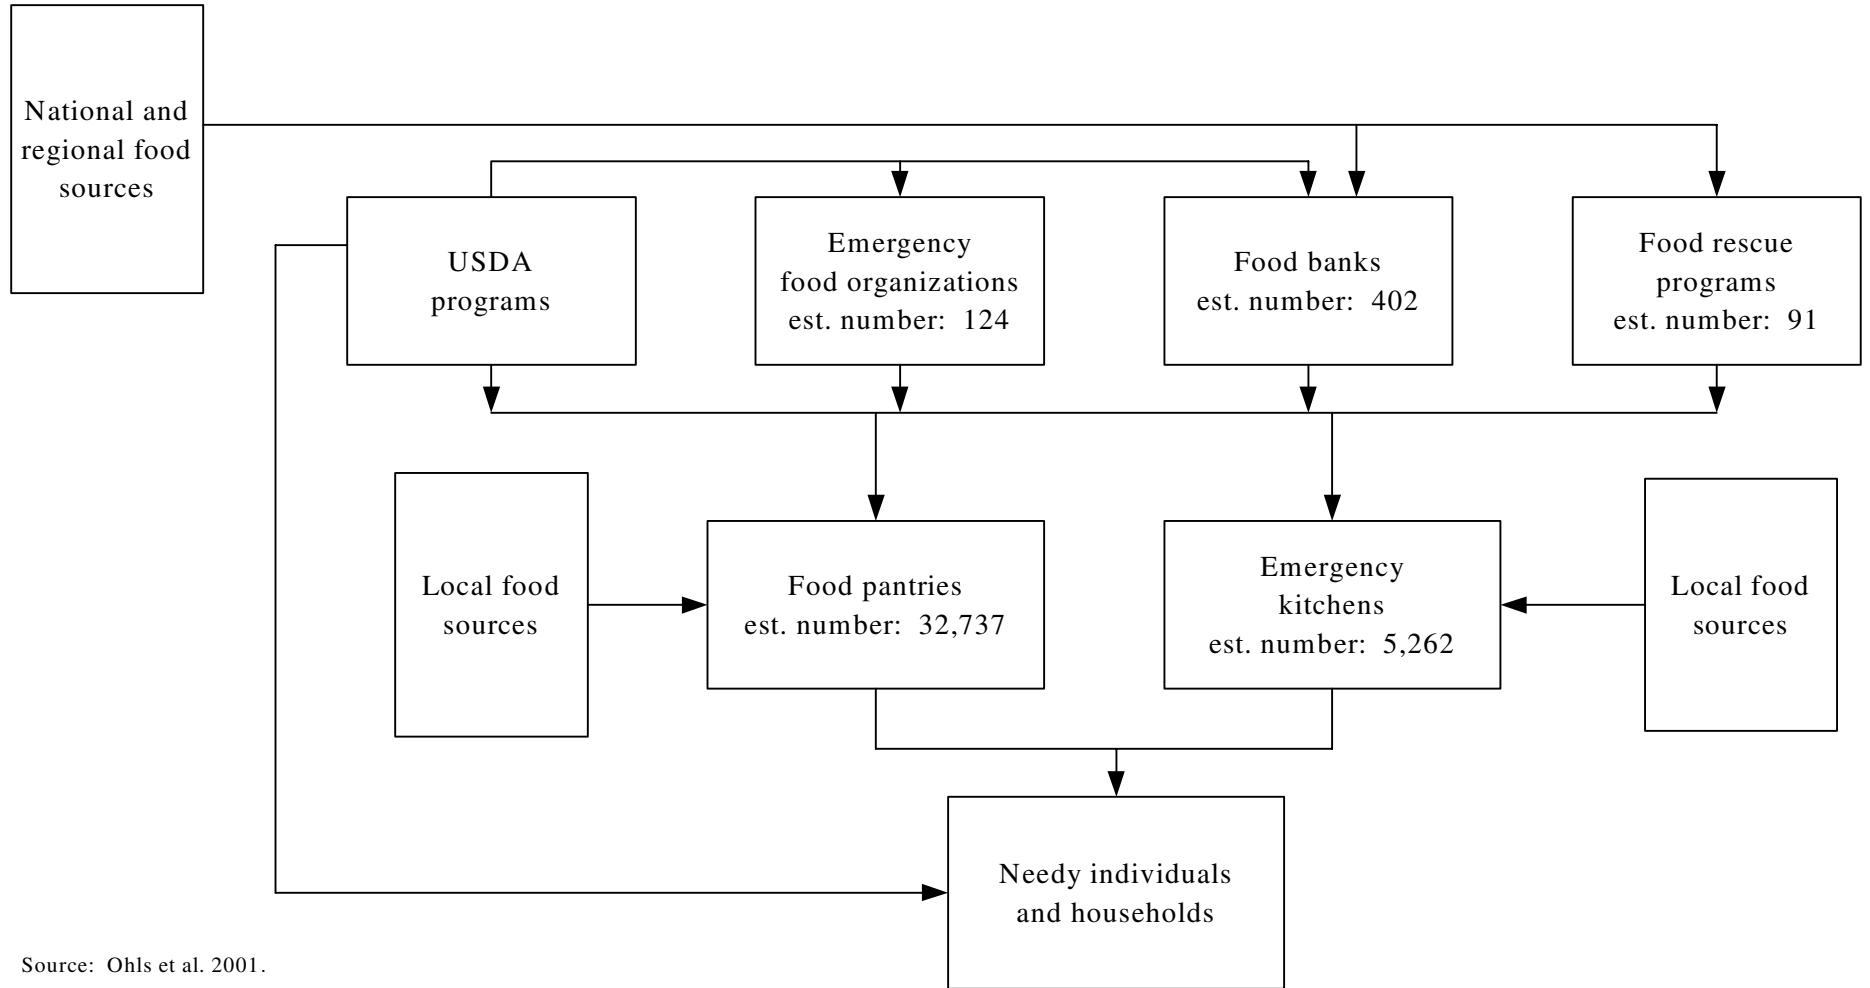 National and
regional food
sources
USDA
programs
Emergency
food organizations
est. number: 124
Food banks
est. number: 402
Food rescue
programs
est. number: 91
Local food
sources
Food pantries
est. number: 32,737
Emergency
kitchens
est. number: 5,262
Local food
sources
Needy individuals
and households
Source: Ohls et al. 2001.